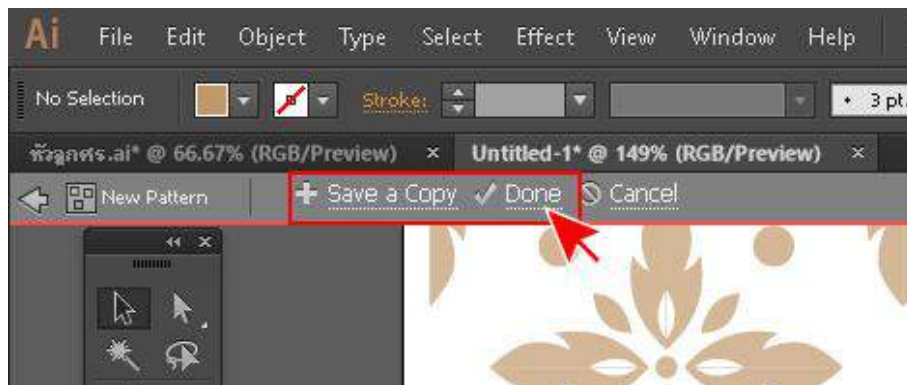 Ai File Edit Object Type Select Effect View Window Help
No Selection Stroke: 3 pt.
หัวลูกศร.ai* @ 66.67% (RGB/Preview) × Untitled-1* @ 149% (RGB/Preview) ×
New Pattern + Save a Copy Done Cancel